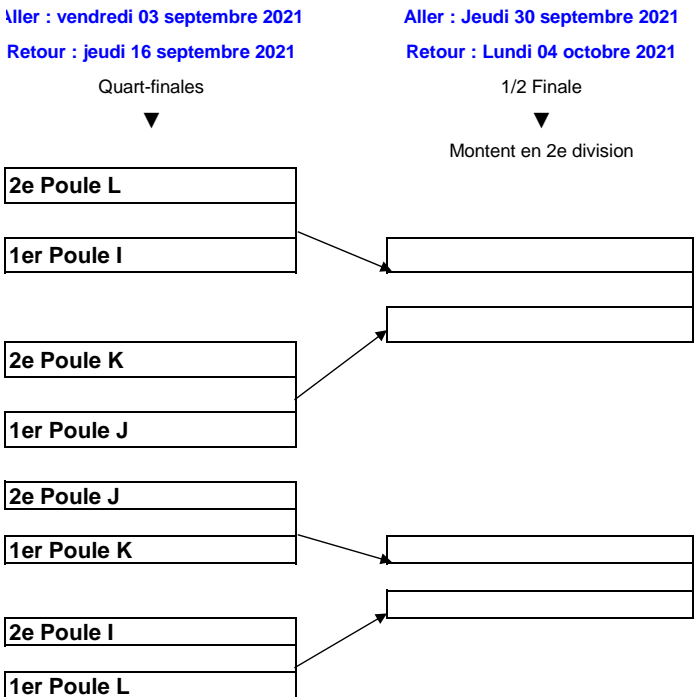 Aller : vendredi 03 septembre 2021
Retour : jeudi 16 septembre 2021
Quart-finales
Aller : Jeudi 30 septembre 2021
Retour : Lundi 04 octobre 2021
1/2 Finale
Montent en 2e division
2e Poule L
1er Poule I
2e Poule K
1er Poule J
2e Poule J
1er Poule K
2e Poule I
1er Poule L